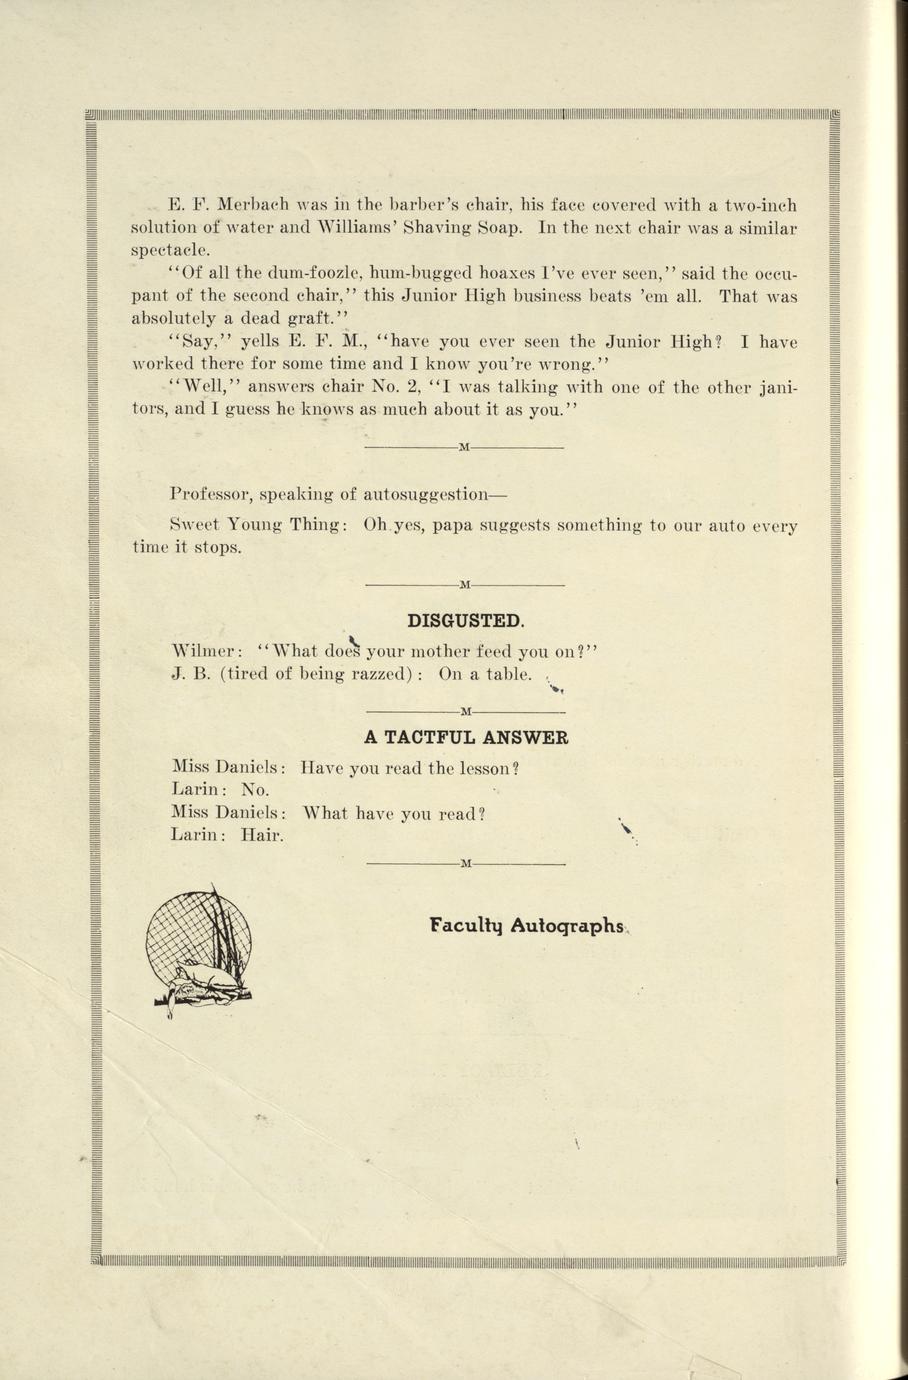 E. F. Merbach was in the barber's chair, his face covered with a two-inch
solution of water and Williams' Shaving Soap. In the next chair was a similar
spectacle.
"Of all the dum-foozle, hum-bugged hoaxes I've ever seen," said the occu-
pant of the second chair," this Junior High business beats 'em all. That was
absolutely a dead graft."
"Say," yells E. F. M., "have you ever seen the Junior High? I have
worked there for some time and I know you're wrong."
"Well," answers chair No. 2, "I was talking with one of the other jani-
tors, and I guess he knows as much about it as you."
M
Professor, speaking of autosuggestion—
Sweet Young Thing: Oh yes, papa suggests something to our auto every
time it stops.
M
DISGUSTED.
Wilmer: "What does your mother feed you on?"
J. B. (tired of being razzed): On a table.
M
A TACTFUL ANSWER
Miss Daniels: Have you read the lesson?
Larin: No.
Miss Daniels: What have you read?
Larin: Hair.
M
Faculty Autographs